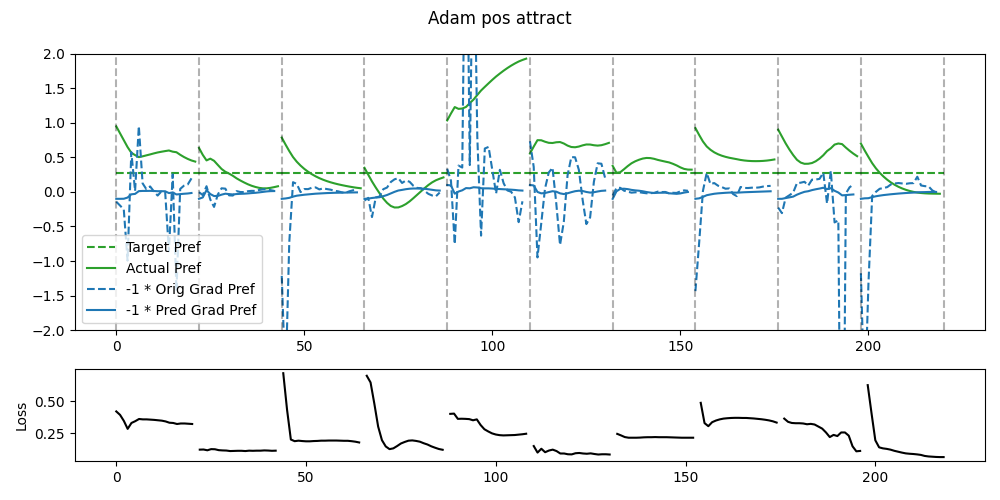 Adam pos attract
2.0
1.5
1.0
0.5
0.0
−0.5
−1.0
−1.5
−2.0
Target Pref
Actual Pref
-1 * Orig Grad Pref
-1 * Pred Grad Pref
0 50 100 150 200
Loss
0.50
0.25
0 50 100 150 200